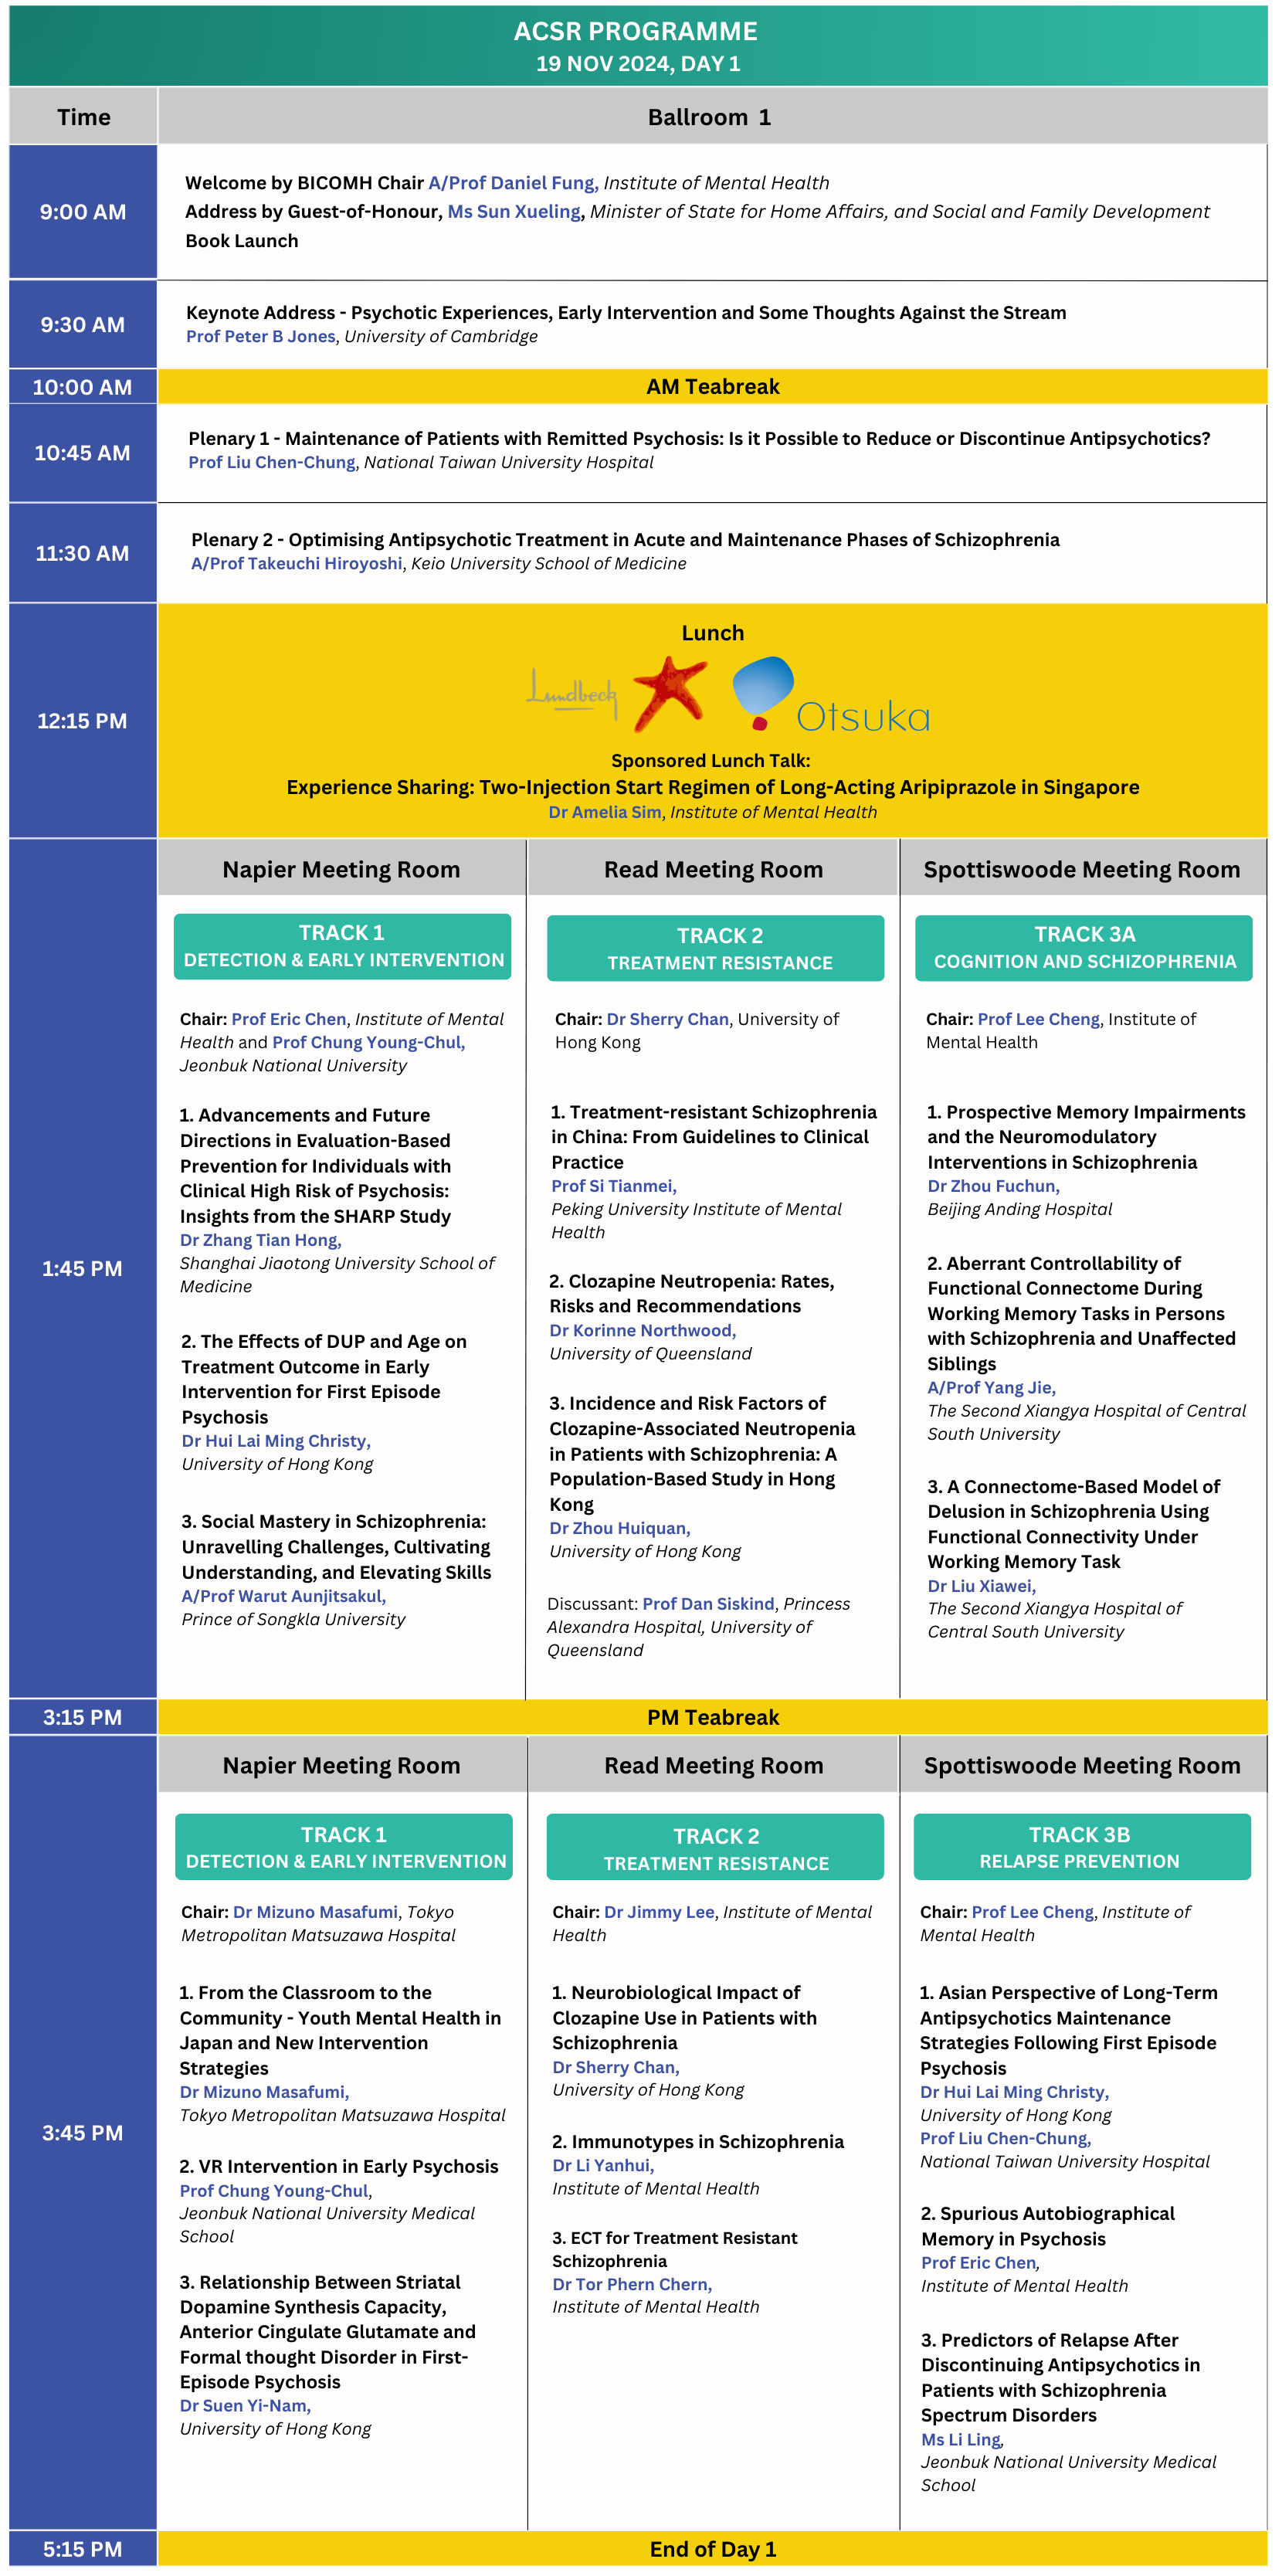 ACSR PROGRAMME
19 NOV 2024, DAY 1
Time
Ballroom 1
9:00 AM
Welcome by BICOMH Chair A/Prof Daniel Fung, Institute of Mental Health
Address by Guest-of-Honour, Ms Sun Xueling, Minister of State for Home Affairs, and Social and Family Development
Book Launch
9:30 AM
Keynote Address - Psychotic Experiences, Early Intervention and Some Thoughts Against the Stream
Prof Peter B Jones, University of Cambridge
10:00 AM
AM Teabreak
10:45 AM
Plenary 1 - Maintenance of Patients with Remitted Psychosis: Is it Possible to Reduce or Discontinue Antipsychotics?
Prof Liu Chen-Chung, National Taiwan University Hospital
11:30 AM
Plenary 2 - Optimising Antipsychotic Treatment in Acute and Maintenance Phases of Schizophrenia
A/Prof Takeuchi Hiroyoshi, Keio University School of Medicine
12:15 PM
Lunch
Lundbeck
Otsuka
Sponsored Lunch Talk:
Experience Sharing: Two-Injection Start Regimen of Long-Acting Aripiprazole in Singapore
Dr Amelia Sim, Institute of Mental Health
1:45 PM
Napier Meeting Room
TRACK 1
DETECTION & EARLY INTERVENTION
Chair: Prof Eric Chen, Institute of Mental
Health and Prof Chung Young-Chul,
Jeonbuk National University
1. Advancements and Future
Directions in Evaluation-Based
Prevention for Individuals with
Clinical High Risk of Psychosis:
Insights from the SHARP Study
Dr Zhang Tian Hong,
Shanghai Jiaotong University School of
Medicine
2. The Effects of DUP and Age on
Treatment Outcome in Early
Intervention for First Episode
Psychosis
Dr Hui Lai Ming Christy,
University of Hong Kong
3. Social Mastery in Schizophrenia:
Unravelling Challenges, Cultivating
Understanding, and Elevating Skills
A/Prof Warut Aunjitsakul,
Prince of Songkla University
Read Meeting Room
TRACK 2
TREATMENT RESISTANCE
Chair: Dr Sherry Chan, University of
Hong Kong
1. Treatment-resistant Schizophrenia
in China: From Guidelines to Clinical
Practice
Prof Si Tianmei,
Peking University Institute of Mental
Health
2. Clozapine Neutropenia: Rates,
Risks and Recommendations
Dr Korinne Northwood,
University of Queensland
3. Incidence and Risk Factors of
Clozapine-Associated Neutropenia
in Patients with Schizophrenia: A
Population-Based Study in Hong
Kong
Dr Zhou Huiquan,
University of Hong Kong
Discussant: Prof Dan Siskind, Princess
Alexandra Hospital, University of
Queensland
Spottiswoode Meeting Room
TRACK 3A
COGNITION AND SCHIZOPHRENIA
Chair: Prof Lee Cheng, Institute of
Mental Health
1. Prospective Memory Impairments
and the Neuromodulatory
Interventions in Schizophrenia
Dr Zhou Fuchun,
Beijing Anding Hospital
2. Aberrant Controllability of
Functional Connectome During
Working Memory Tasks in Persons
with Schizophrenia and Unaffected
Siblings
A/Prof Yang Jie,
The Second Xiangya Hospital of Central
South University
3. A Connectome-Based Model of
Delusion in Schizophrenia Using
Functional Connectivity Under
Working Memory Task
Dr Liu Xiawei,
The Second Xiangya Hospital of
Central South University
3:15 PM
PM Teabreak
3:45 PM
Napier Meeting Room
TRACK 1
DETECTION & EARLY INTERVENTION
Chair: Dr Mizuno Masafumi, Tokyo
Metropolitan Matsuzawa Hospital
1. From the Classroom to the
Community - Youth Mental Health in
Japan and New Intervention
Strategies
Dr Mizuno Masafumi,
Tokyo Metropolitan Matsuzawa Hospital
2. VR Intervention in Early Psychosis
Prof Chung Young-Chul,
Jeonbuk National University Medical
School
3. Relationship Between Striatal
Dopamine Synthesis Capacity,
Anterior Cingulate Glutamate and
Formal thought Disorder in First-
Episode Psychosis
Dr Suen Yi-Nam,
University of Hong Kong
Read Meeting Room
TRACK 2
TREATMENT RESISTANCE
Chair: Dr Jimmy Lee, Institute of Mental
Health
1. Neurobiological Impact of
Clozapine Use in Patients with
Schizophrenia
Dr Sherry Chan,
University of Hong Kong
2. Immunotypes in Schizophrenia
Dr Li Yanhui,
Institute of Mental Health
3. ECT for Treatment Resistant
Schizophrenia
Dr Tor Phern Chern,
Institute of Mental Health
Spottiswoode Meeting Room
TRACK 3B
RELAPSE PREVENTION
Chair: Prof Lee Cheng, Institute of
Mental Health
1. Asian Perspective of Long-Term
Antipsychotics Maintenance
Strategies Following First Episode
Psychosis
Dr Hui Lai Ming Christy,
University of Hong Kong
Prof Liu Chen-Chung,
National Taiwan University Hospital
2. Spurious Autobiographical
Memory in Psychosis
Prof Eric Chen,
Institute of Mental Health
3. Predictors of Relapse After
Discontinuing Antipsychotics in
Patients with Schizophrenia
Spectrum Disorders
Ms Li Ling,
Jeonbuk National University Medical
School
5:15 PM
End of Day 1